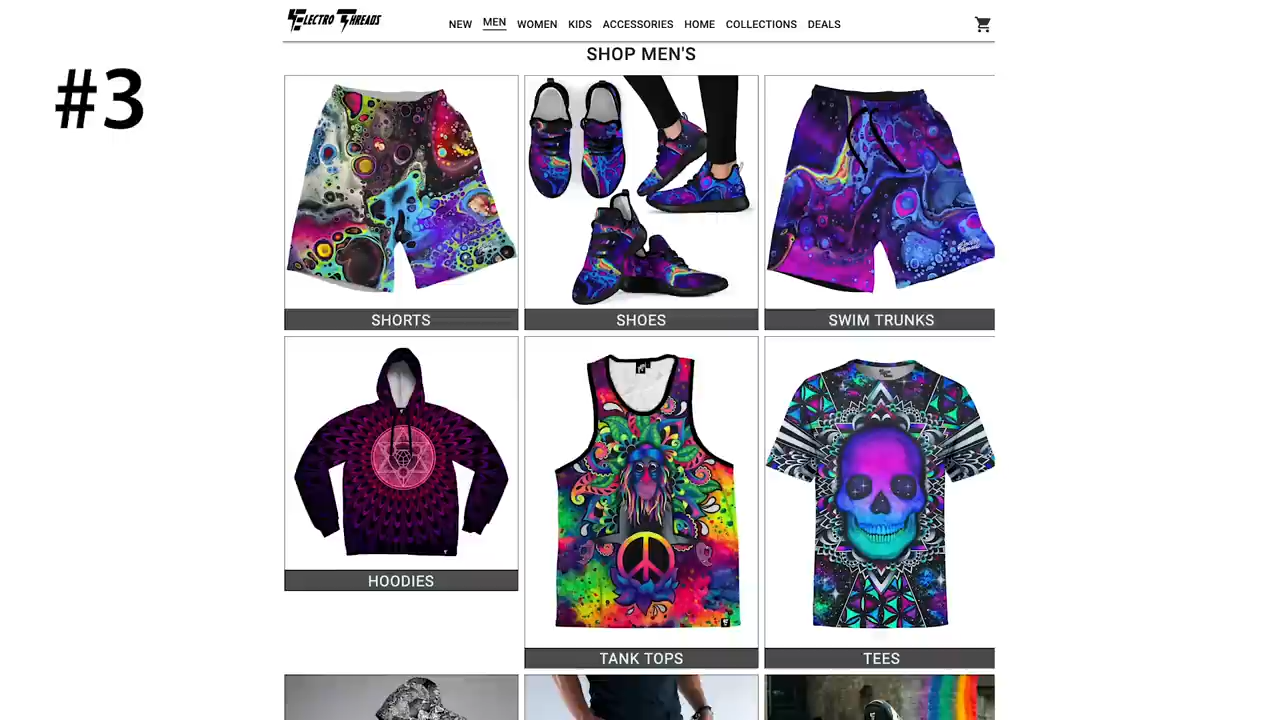 #3
Electro Threads
NEW MEN WOMEN KIDS ACCESSORIES HOME COLLECTIONS DEALS
SHOP MEN'S
SHORTS
SHOES
SWIM TRUNKS
HOODIES
TANK TOPS
TEES